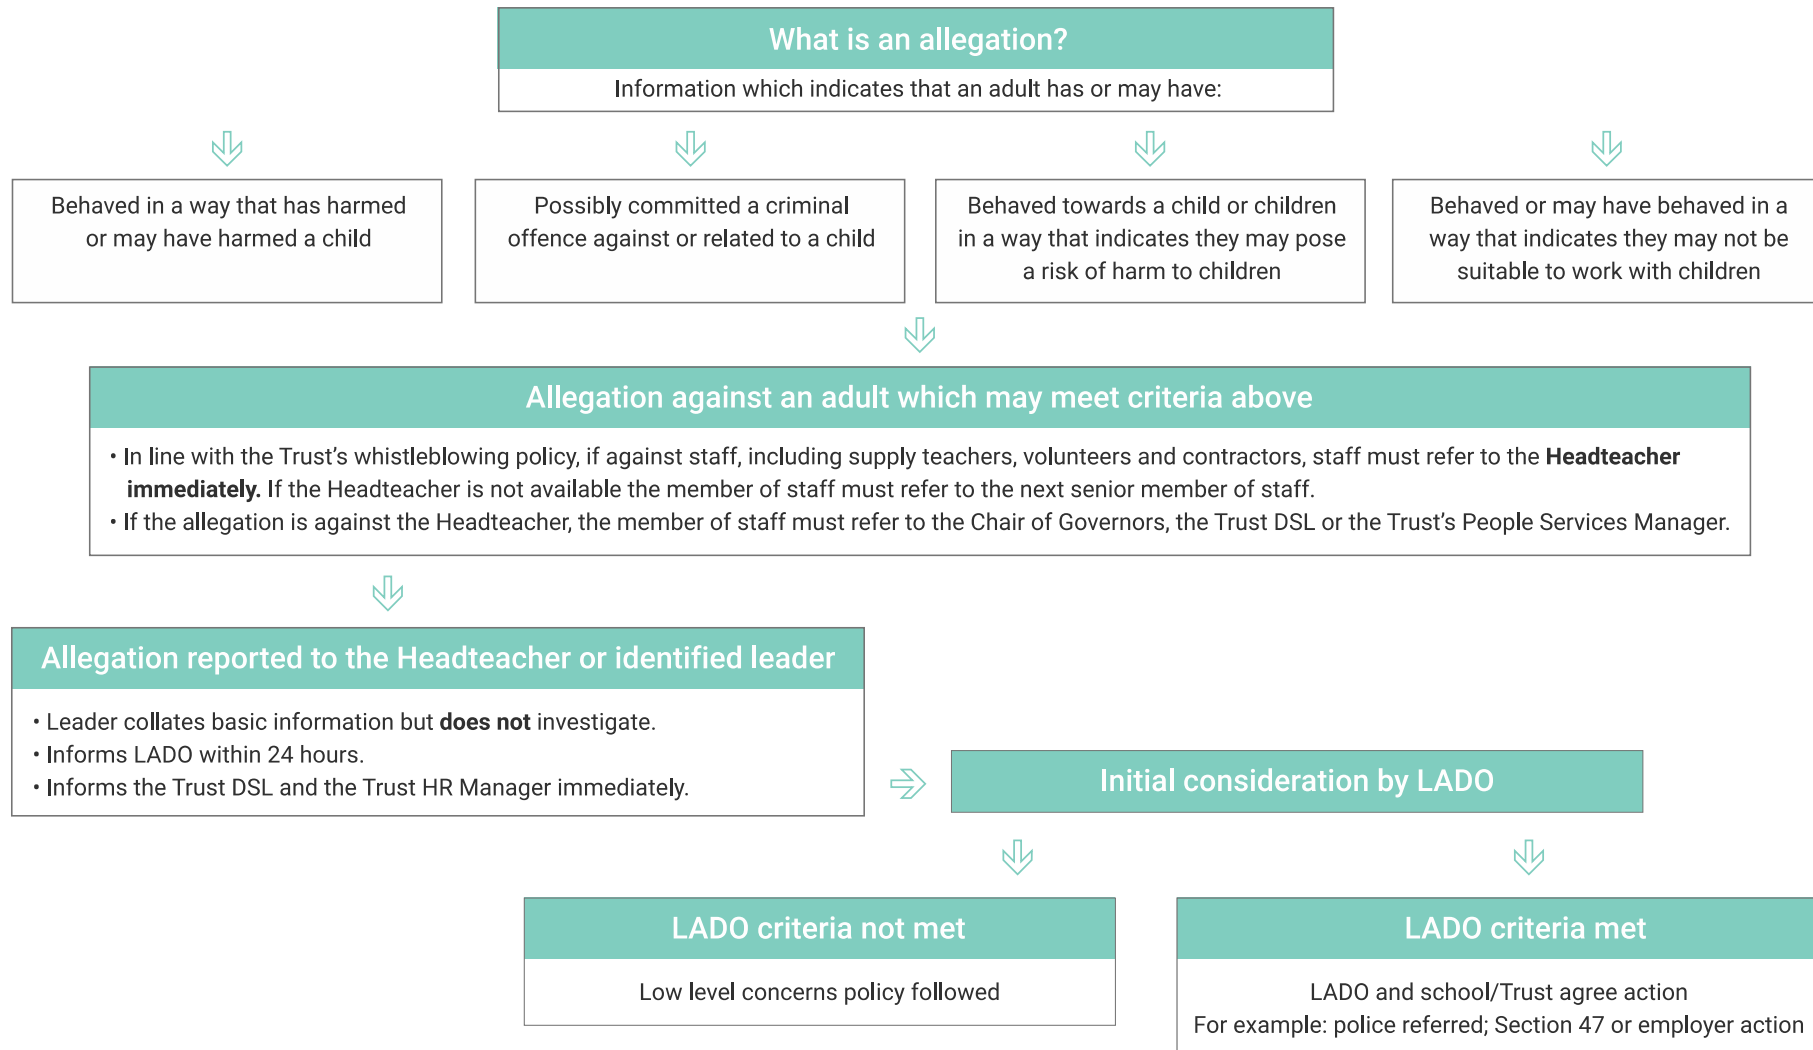 What is an allegation?
Information which indicates that an adult has or may have:
Behaved in a way that has harmed
or may have harmed a child
Possibly committed a criminal
offence against or related to a child
Behaved towards a child or children
in a way that indicates they may pose
a risk of harm to children
Behaved or may have behaved in a
way that indicates they may not be
suitable to work with children
Allegation against an adult which may meet criteria above
• In line with the Trust’s whistleblowing policy, if against staff, including supply teachers, volunteers and contractors, staff must refer to the Headteacher
immediately. If the Headteacher is not available the member of staff must refer to the next senior member of staff.
• If the allegation is against the Headteacher, the member of staff must refer to the Chair of Governors, the Trust DSL or the Trust’s People Services Manager.
Allegation reported to the Headteacher or identified leader
• Leader collates basic information but does not investigate.
• Informs LADO within 24 hours.
• Informs the Trust DSL and the Trust HR Manager immediately.
Initial consideration by LADO
LADO criteria not met
Low level concerns policy followed
LADO criteria met
LADO and school/Trust agree action
For example: police referred; Section 47 or employer action